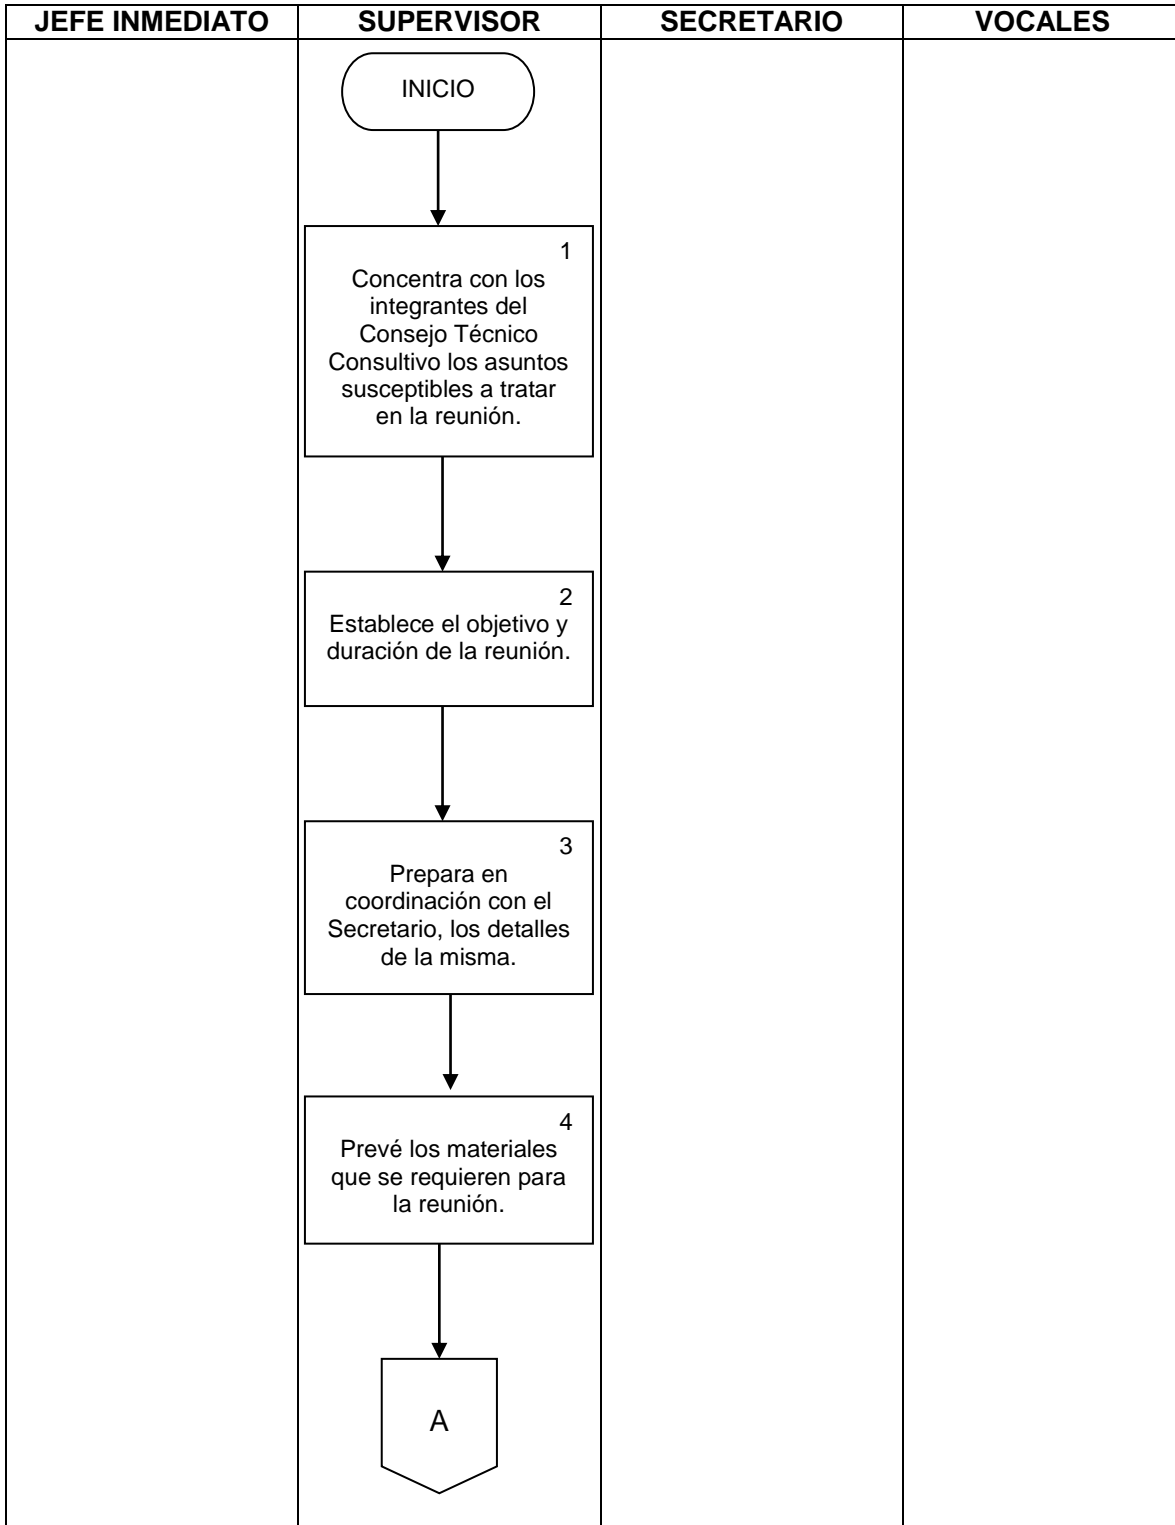 JEFE INMEDIATO SUPERVISOR SECRETARIO VOCALES
INICIO
1
Concentra con los
integrantes del
Consejo Técnico
Consultivo los asuntos
susceptibles a tratar
en la reunión.
2
Establece el objetivo y
duración de la reunión.
3
Prepara en
coordinación con el
Secretario, los detalles
de la misma.
4
Prevé los materiales
que se requieren para
la reunión.
A